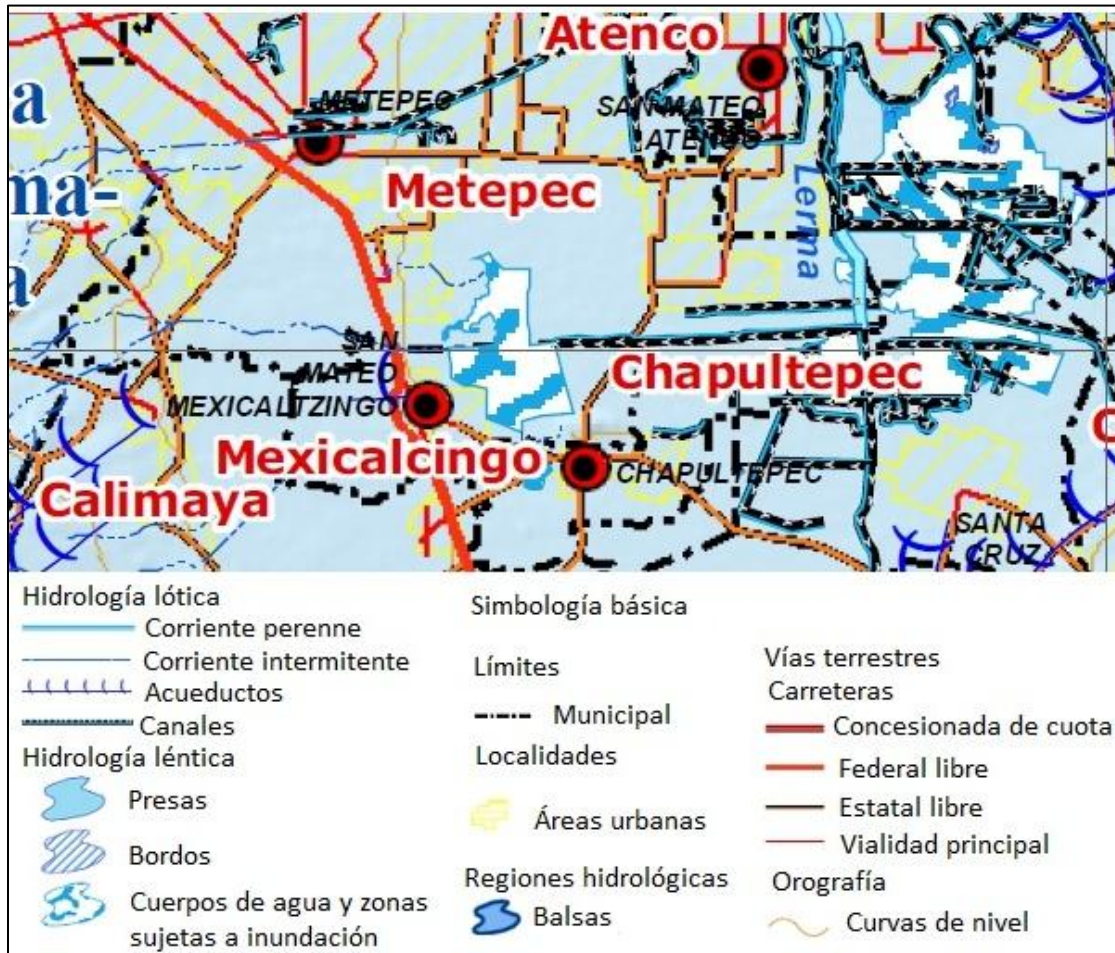 Atenco
a
METEPEC
SAN MATEO
ATENCO
ma-
Metepec
Lerma
a
SAN
MATEO
MEXICALTZINGO
Chapultepec
C
Mexicalcingo
CHAPULTEPEC
Calimaya
SANTA
CRUZ
Hidrología lótica
Corriente perenne
Corriente intermitente
Acueductos
Canales
Hidrología léntica
Presas
Bordos
Cuerpos de agua y zonas
sujetas a inundación
Simbología básica
Límites
Municipal
Localidades
Áreas urbanas
Regiones hidrológicas
Balsas
Vías terrestres
Carreteras
Concesionada de cuota
Federal libre
Estatal libre
Vialidad principal
Orografía
Curvas de nivel